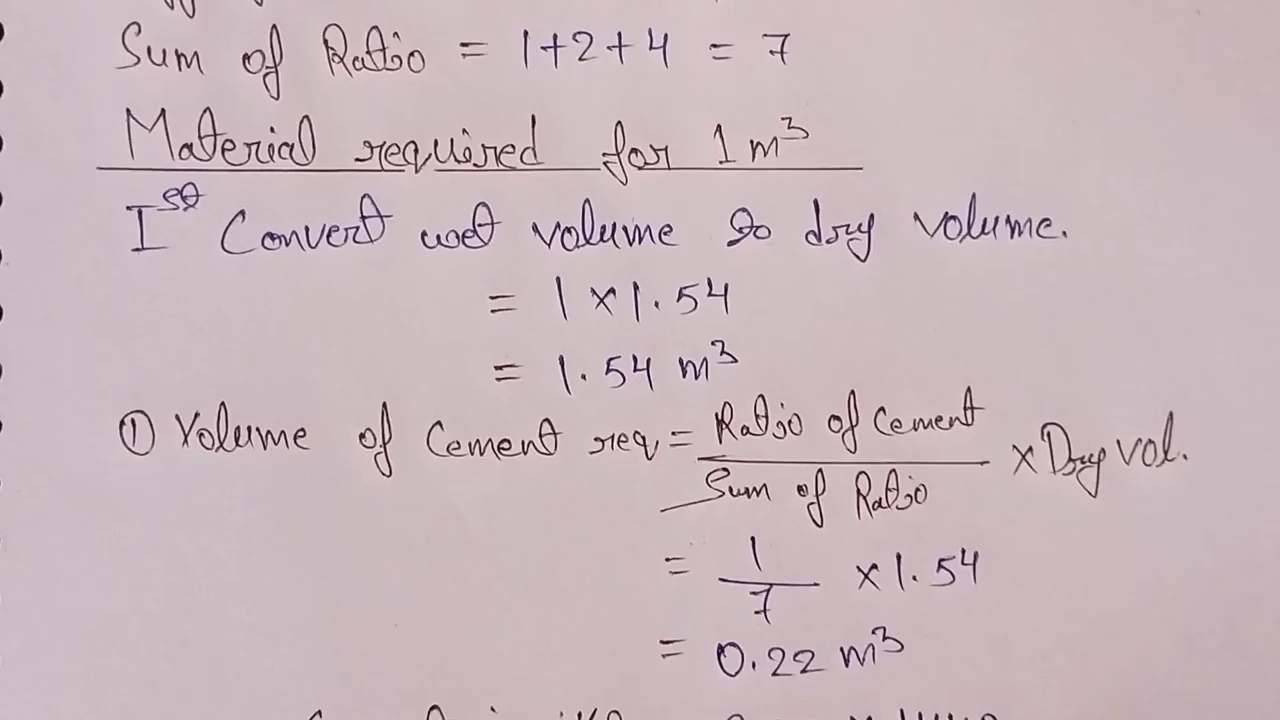 Sum of Ratio = 1+2+4 = 7
Material required for 1 m³
Iˢᵗ Convert wet volume to dry volume.
= 1 × 1.54
= 1.54 m³
① Volume of Cement req = Ratio of Cement / Sum of Ratio × Dry vol.
= 1/7 × 1.54
= 0.22 m³